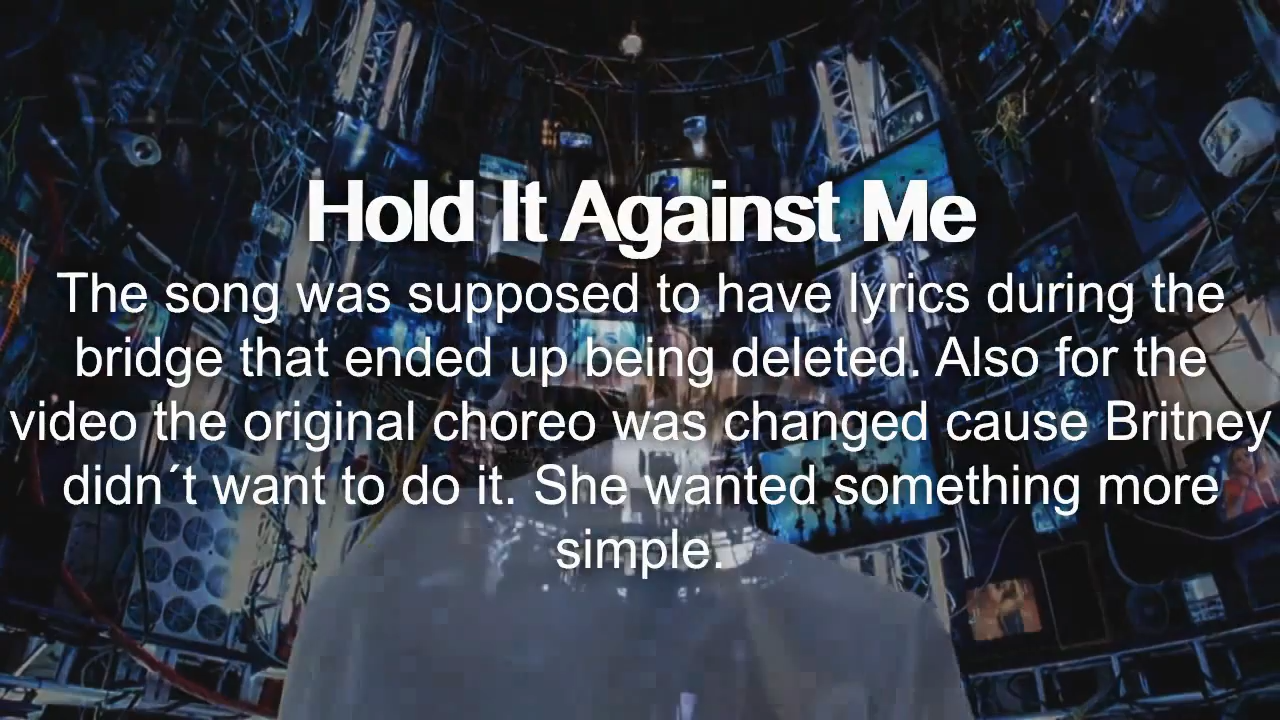 Hold It Against Me
The song was supposed to have lyrics during the
bridge that ended up being deleted. Also for the
video the original choreo was changed cause Britney
didn´t want to do it. She wanted something more
simple.